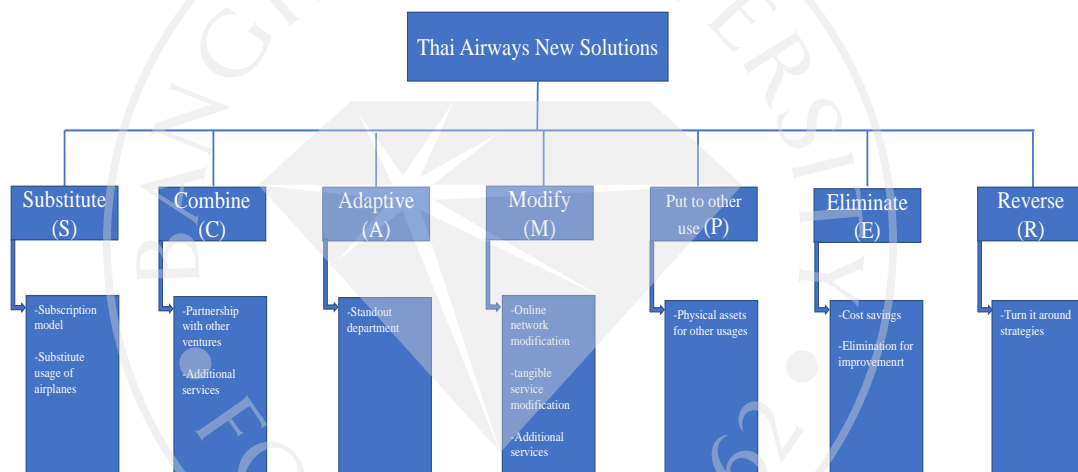 Thai Airways New Solutions
Substitute
(S)
Combine
(C)
Adaptive
(A)
Modify
(M)
Put to other
use (P)
Eliminate
(E)
Reverse
(R)
-Subscription
model
-Substitute
usage of
airplanes
-Partnership
with other
ventures
-Additional
services
-Standout
department
-Online
network
modification
-tangible
service
modification
-Additional
services
-Physical assets
for other usages
-Cost savings
-Elimination for
improvemenrt
-Turn it around
strategies